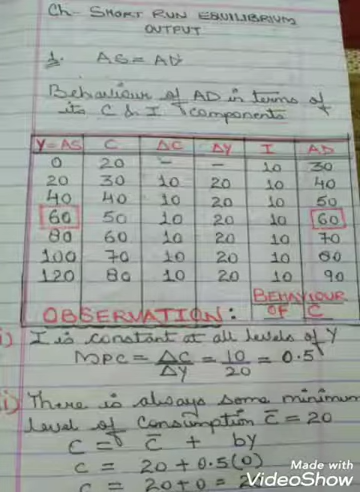 Ch- SHORT RUN EQUILIBRIUM
OUTPUT
1. AS = AD
Behaviour of AD in terms of
its C & I components
Y=AS C ΔC ΔY I AD
0 20 - - 10 30
20 30 10 20 10 40
40 40 10 20 10 50
60 50 10 20 10 60
80 60 10 20 10 70
100 70 10 20 10 80
120 80 10 20 10 90
BEHAVIOUR
OBSERVATION: OF C
i) I is constant at all levels of Y
MPC = ΔC/ΔY = 10/20 = 0.5
ii) There is always some minimum
level of consumption C̄ = 20
C = C̄ + by
C = 20 + 0.5(0)
C = 20 + 0 = 2
Made with
VideoShow